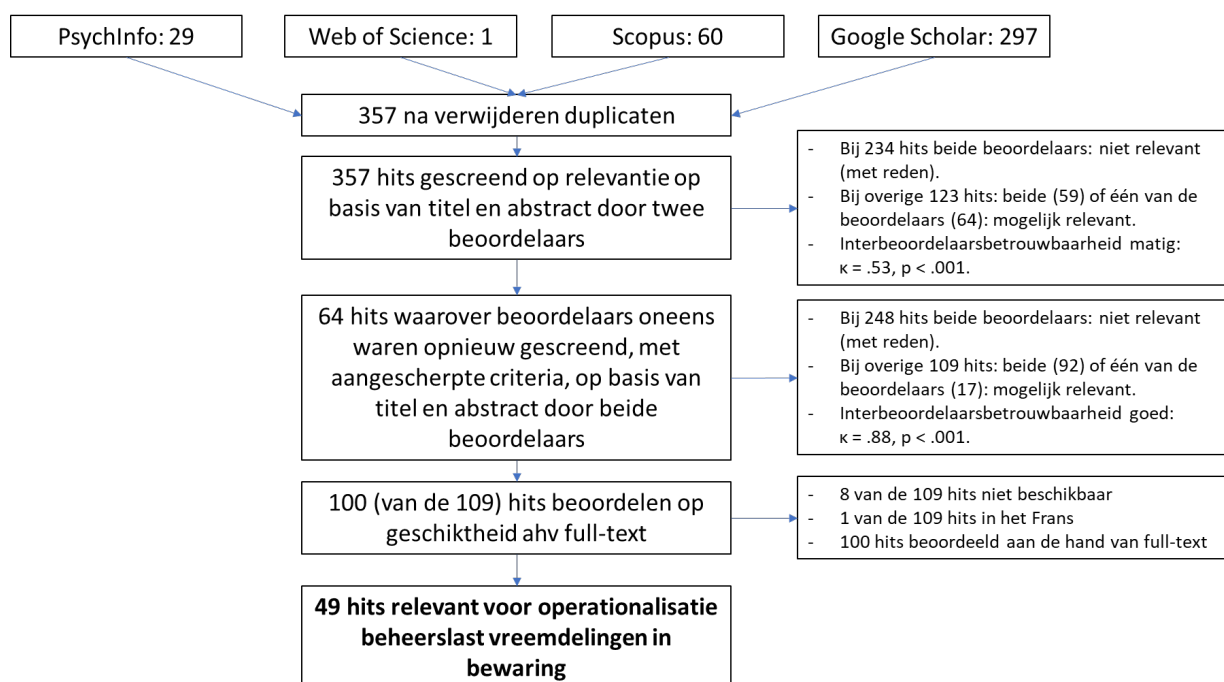 PsychInfo: 29
Web of Science: 1
Scopus: 60
Google Scholar: 297
357 na verwijderen duplicaten
357 hits gescreend op relevantie op
basis van titel en abstract door twee
beoordelaars
- Bij 234 hits beide beoordelaars: niet relevant
(met reden).
- Bij overige 123 hits: beide (59) of één van de
beoordelaars (64): mogelijk relevant.
- Interbeoordelaarsbetrouwbaarheid matig:
κ = .53, p < .001.
64 hits waarover beoordelaars oneens
waren opnieuw gescreend, met
aangescherpte criteria, op basis van
titel en abstract door beide
beoordelaars
- Bij 248 hits beide beoordelaars: niet relevant
(met reden).
- Bij overige 109 hits: beide (92) of één van de
beoordelaars (17): mogelijk relevant.
- Interbeoordelaarsbetrouwbaarheid goed:
κ = .88, p < .001.
100 (van de 109) hits beoordelen op
geschiktheid ahv full-text
- 8 van de 109 hits niet beschikbaar
- 1 van de 109 hits in het Frans
- 100 hits beoordeeld aan de hand van full-text
49 hits relevant voor operationalisatie
beheerslast vreemdelingen in
bewaring